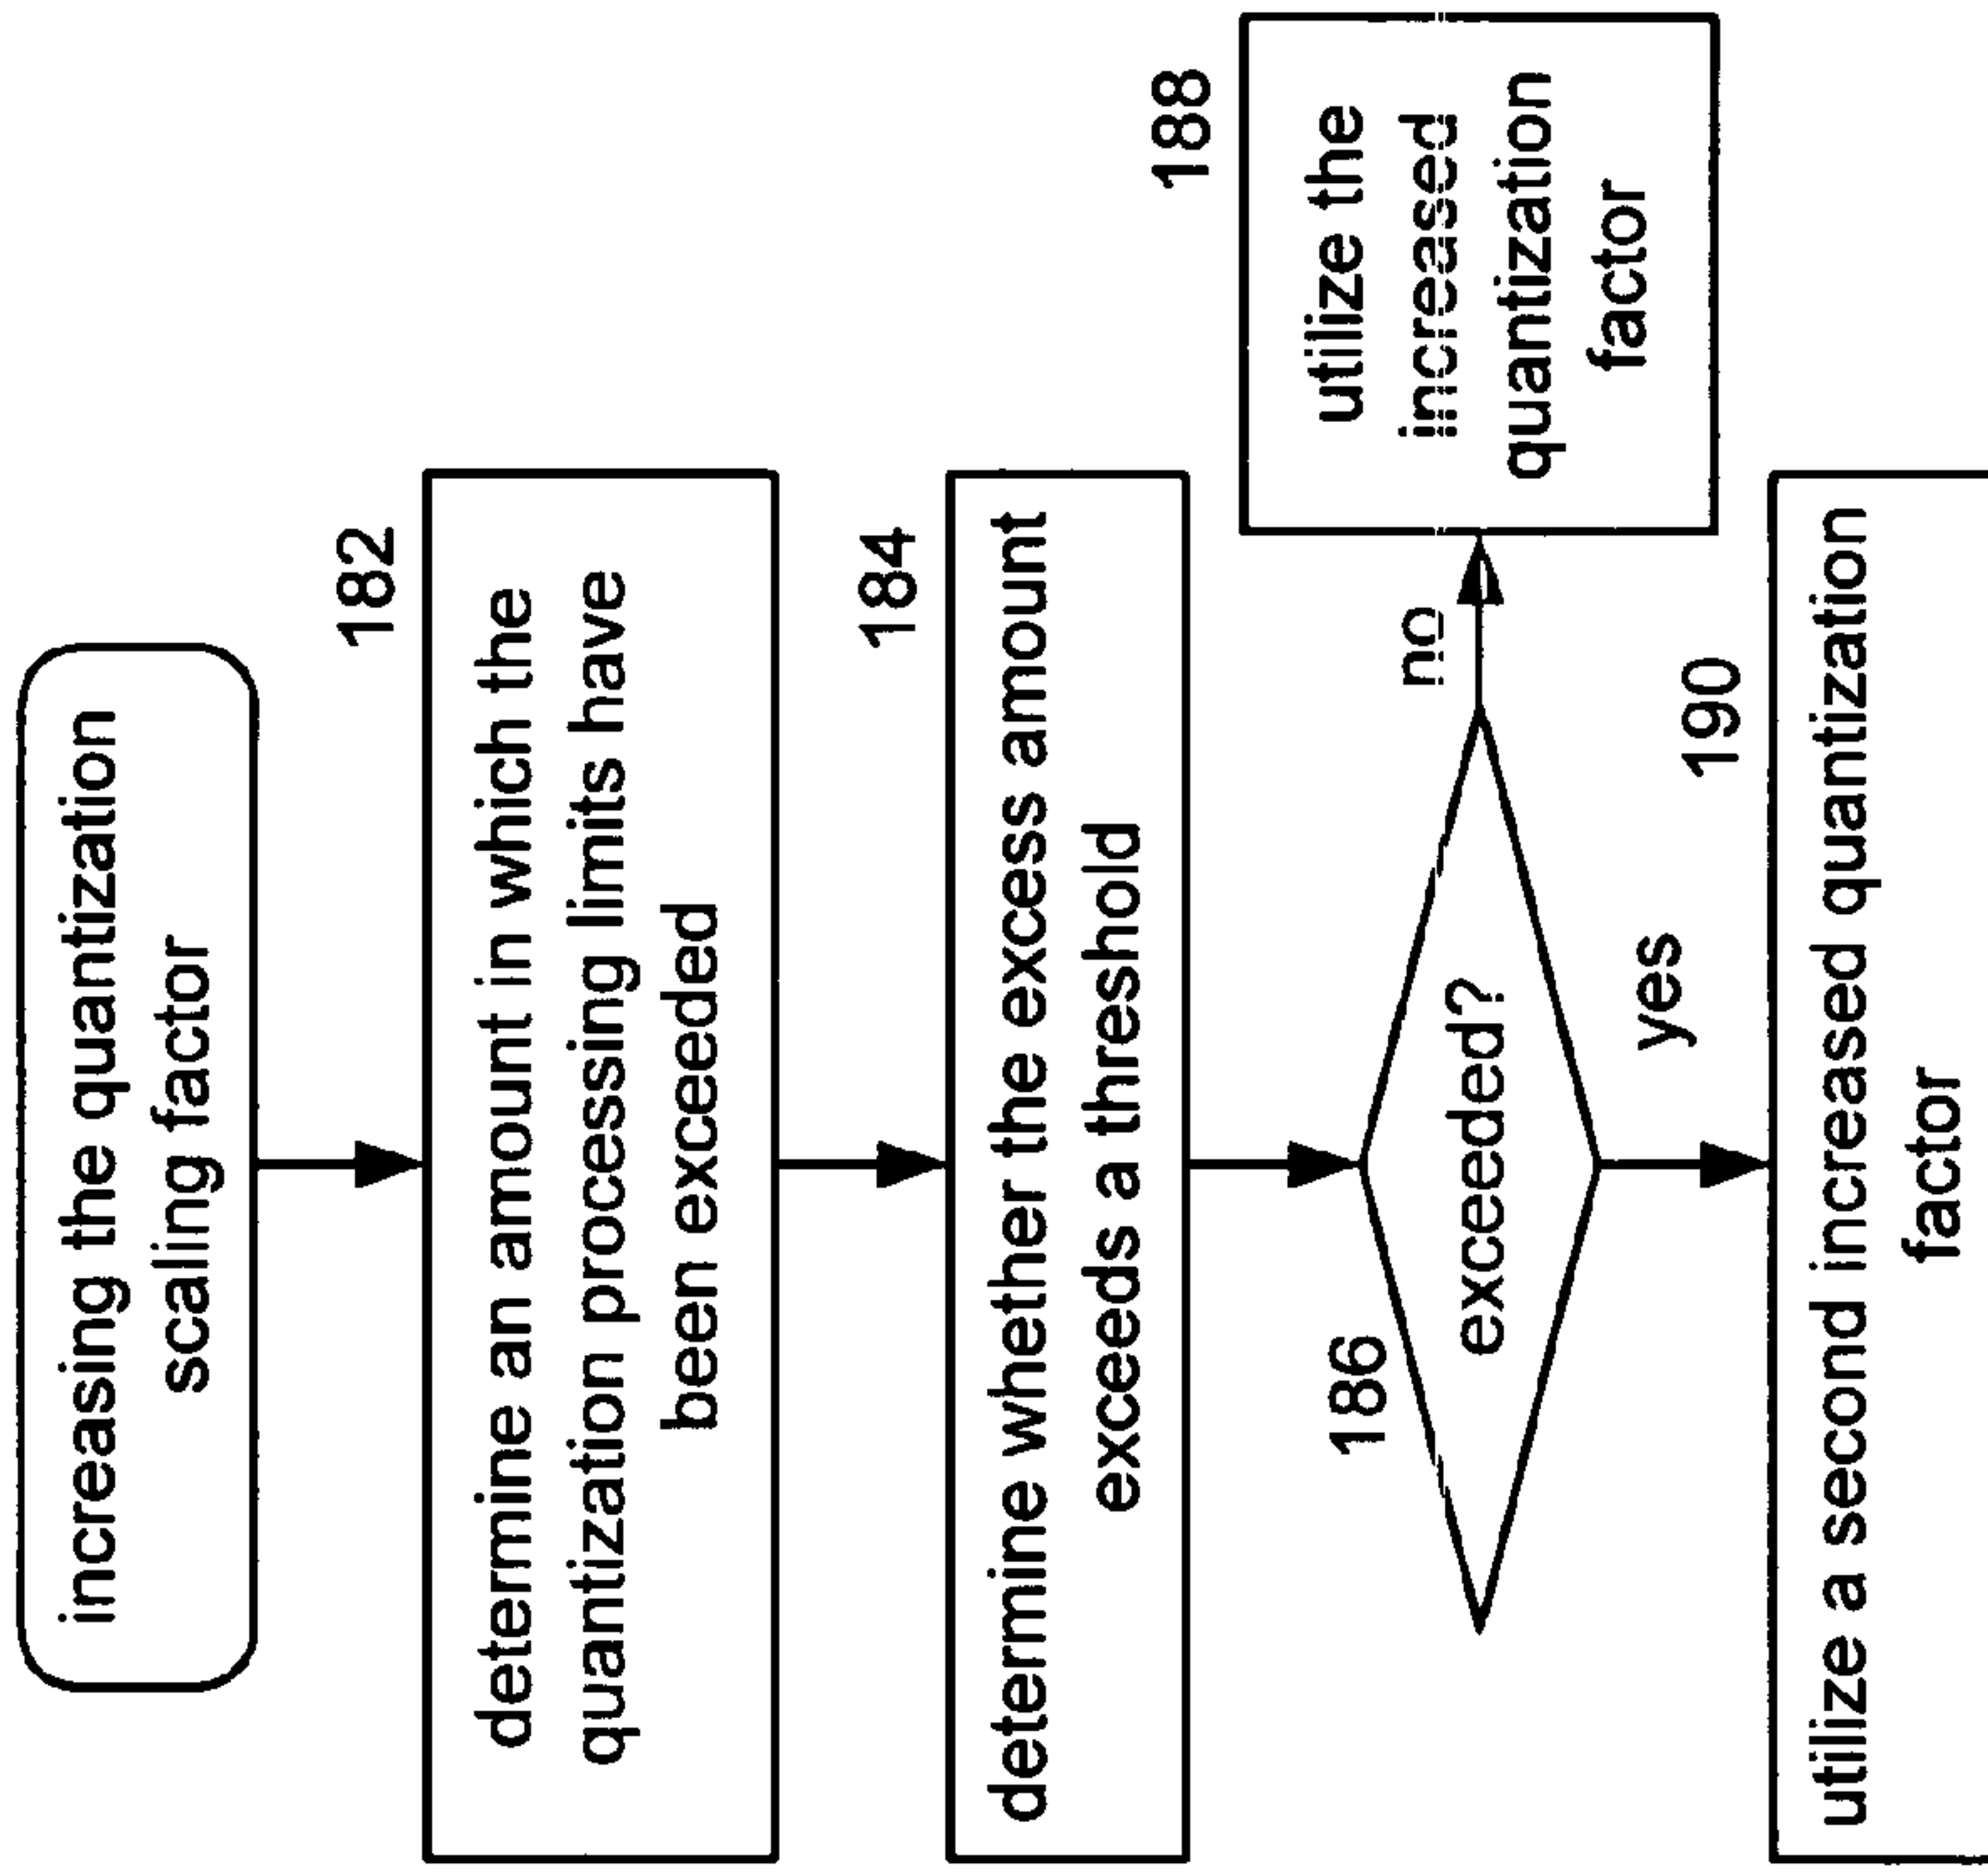 increasing the quantization
scaling factor
182
determine an amount in which the
quantization processing limits have
been exceeded
184
determine whether the excess amount
exceeds a threshold
186
exceeded?
no
188
utilize the
increased
quantization
factor
yes
190
utilize a second increased quantization
factor